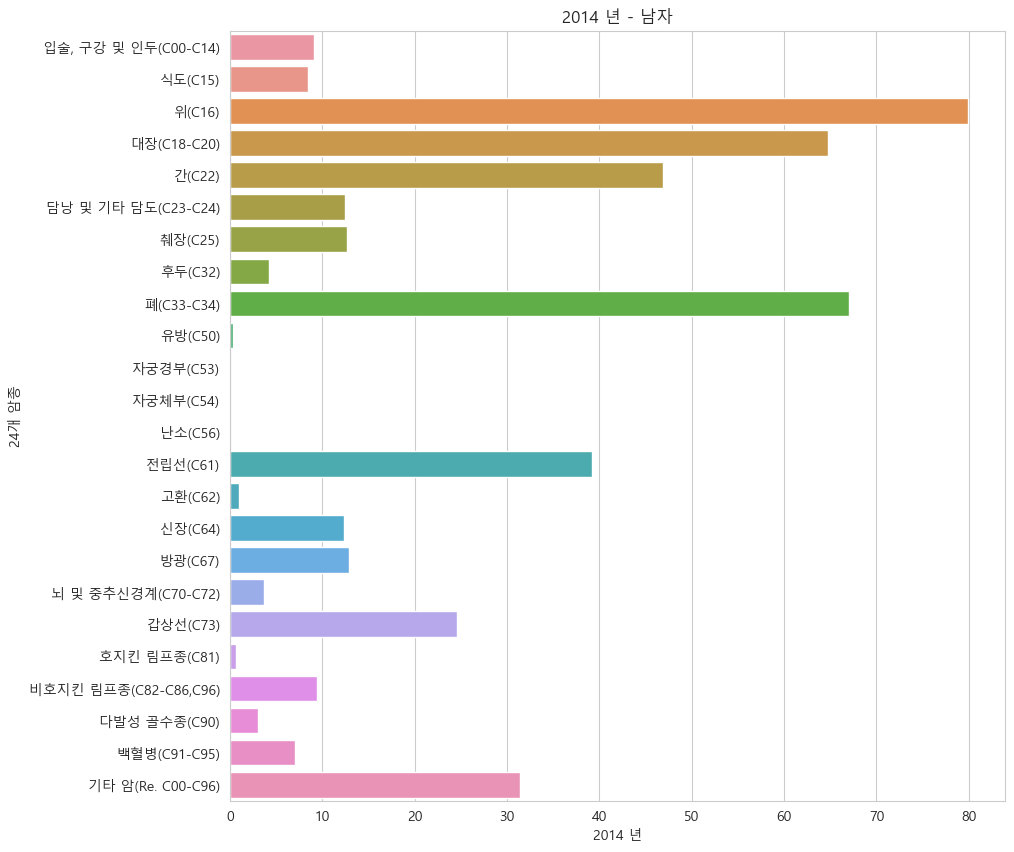 2014 년 - 남자
입술, 구강 및 인두(C00-C14)
식도(C15)
위(C16)
대장(C18-C20)
간(C22)
담낭 및 기타 담도(C23-C24)
췌장(C25)
후두(C32)
폐(C33-C34)
유방(C50)
자궁경부(C53)
자궁체부(C54)
난소(C56)
전립선(C61)
고환(C62)
신장(C64)
방광(C67)
뇌 및 중추신경계(C70-C72)
갑상선(C73)
호지킨 림프종(C81)
비호지킨 림프종(C82-C86,C96)
다발성 골수종(C90)
백혈병(C91-C95)
기타 암(Re. C00-C96)
24개 암종
0 10 20 30 40 50 60 70 80
2014 년